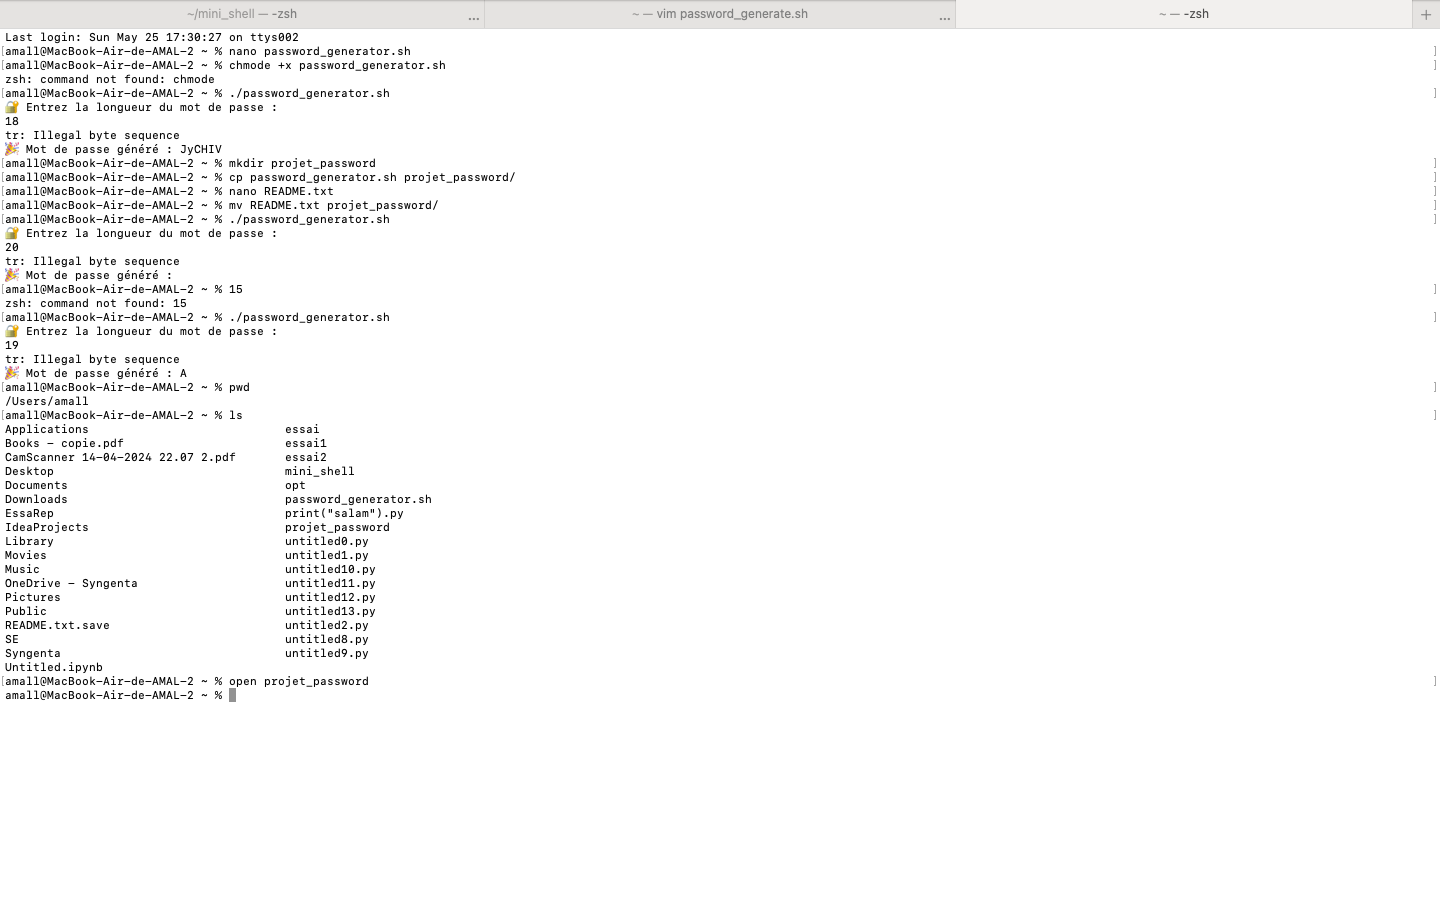 ~/mini_shell — -zsh
...
~ — vim password_generate.sh
...
~ — -zsh
+
Last login: Sun May 25 17:30:27 on ttys002
[amall@MacBook-Air-de-AMAL-2 ~ % nano password_generator.sh ]
[amall@MacBook-Air-de-AMAL-2 ~ % chmode +x password_generator.sh ]
zsh: command not found: chmode
[amall@MacBook-Air-de-AMAL-2 ~ % ./password_generator.sh ]
🔐 Entrez la longueur du mot de passe :
18
tr: Illegal byte sequence
🎉 Mot de passe généré : JyCHIV
[amall@MacBook-Air-de-AMAL-2 ~ % mkdir projet_password ]
[amall@MacBook-Air-de-AMAL-2 ~ % cp password_generator.sh projet_password/ ]
[amall@MacBook-Air-de-AMAL-2 ~ % nano README.txt ]
[amall@MacBook-Air-de-AMAL-2 ~ % mv README.txt projet_password/ ]
[amall@MacBook-Air-de-AMAL-2 ~ % ./password_generator.sh ]
🔐 Entrez la longueur du mot de passe :
20
tr: Illegal byte sequence
🎉 Mot de passe généré :
[amall@MacBook-Air-de-AMAL-2 ~ % 15 ]
zsh: command not found: 15
[amall@MacBook-Air-de-AMAL-2 ~ % ./password_generator.sh ]
🔐 Entrez la longueur du mot de passe :
19
tr: Illegal byte sequence
🎉 Mot de passe généré : A
[amall@MacBook-Air-de-AMAL-2 ~ % pwd ]
/Users/amall
[amall@MacBook-Air-de-AMAL-2 ~ % ls ]
Applications essai
Books - copie.pdf essai1
CamScanner 14-04-2024 22.07 2.pdf essai2
Desktop mini_shell
Documents opt
Downloads password_generator.sh
EssaRep print("salam").py
IdeaProjects projet_password
Library untitled0.py
Movies untitled1.py
Music untitled10.py
OneDrive - Syngenta untitled11.py
Pictures untitled12.py
Public untitled13.py
README.txt.save untitled2.py
SE untitled8.py
Syngenta untitled9.py
Untitled.ipynb
[amall@MacBook-Air-de-AMAL-2 ~ % open projet_password ]
amall@MacBook-Air-de-AMAL-2 ~ %